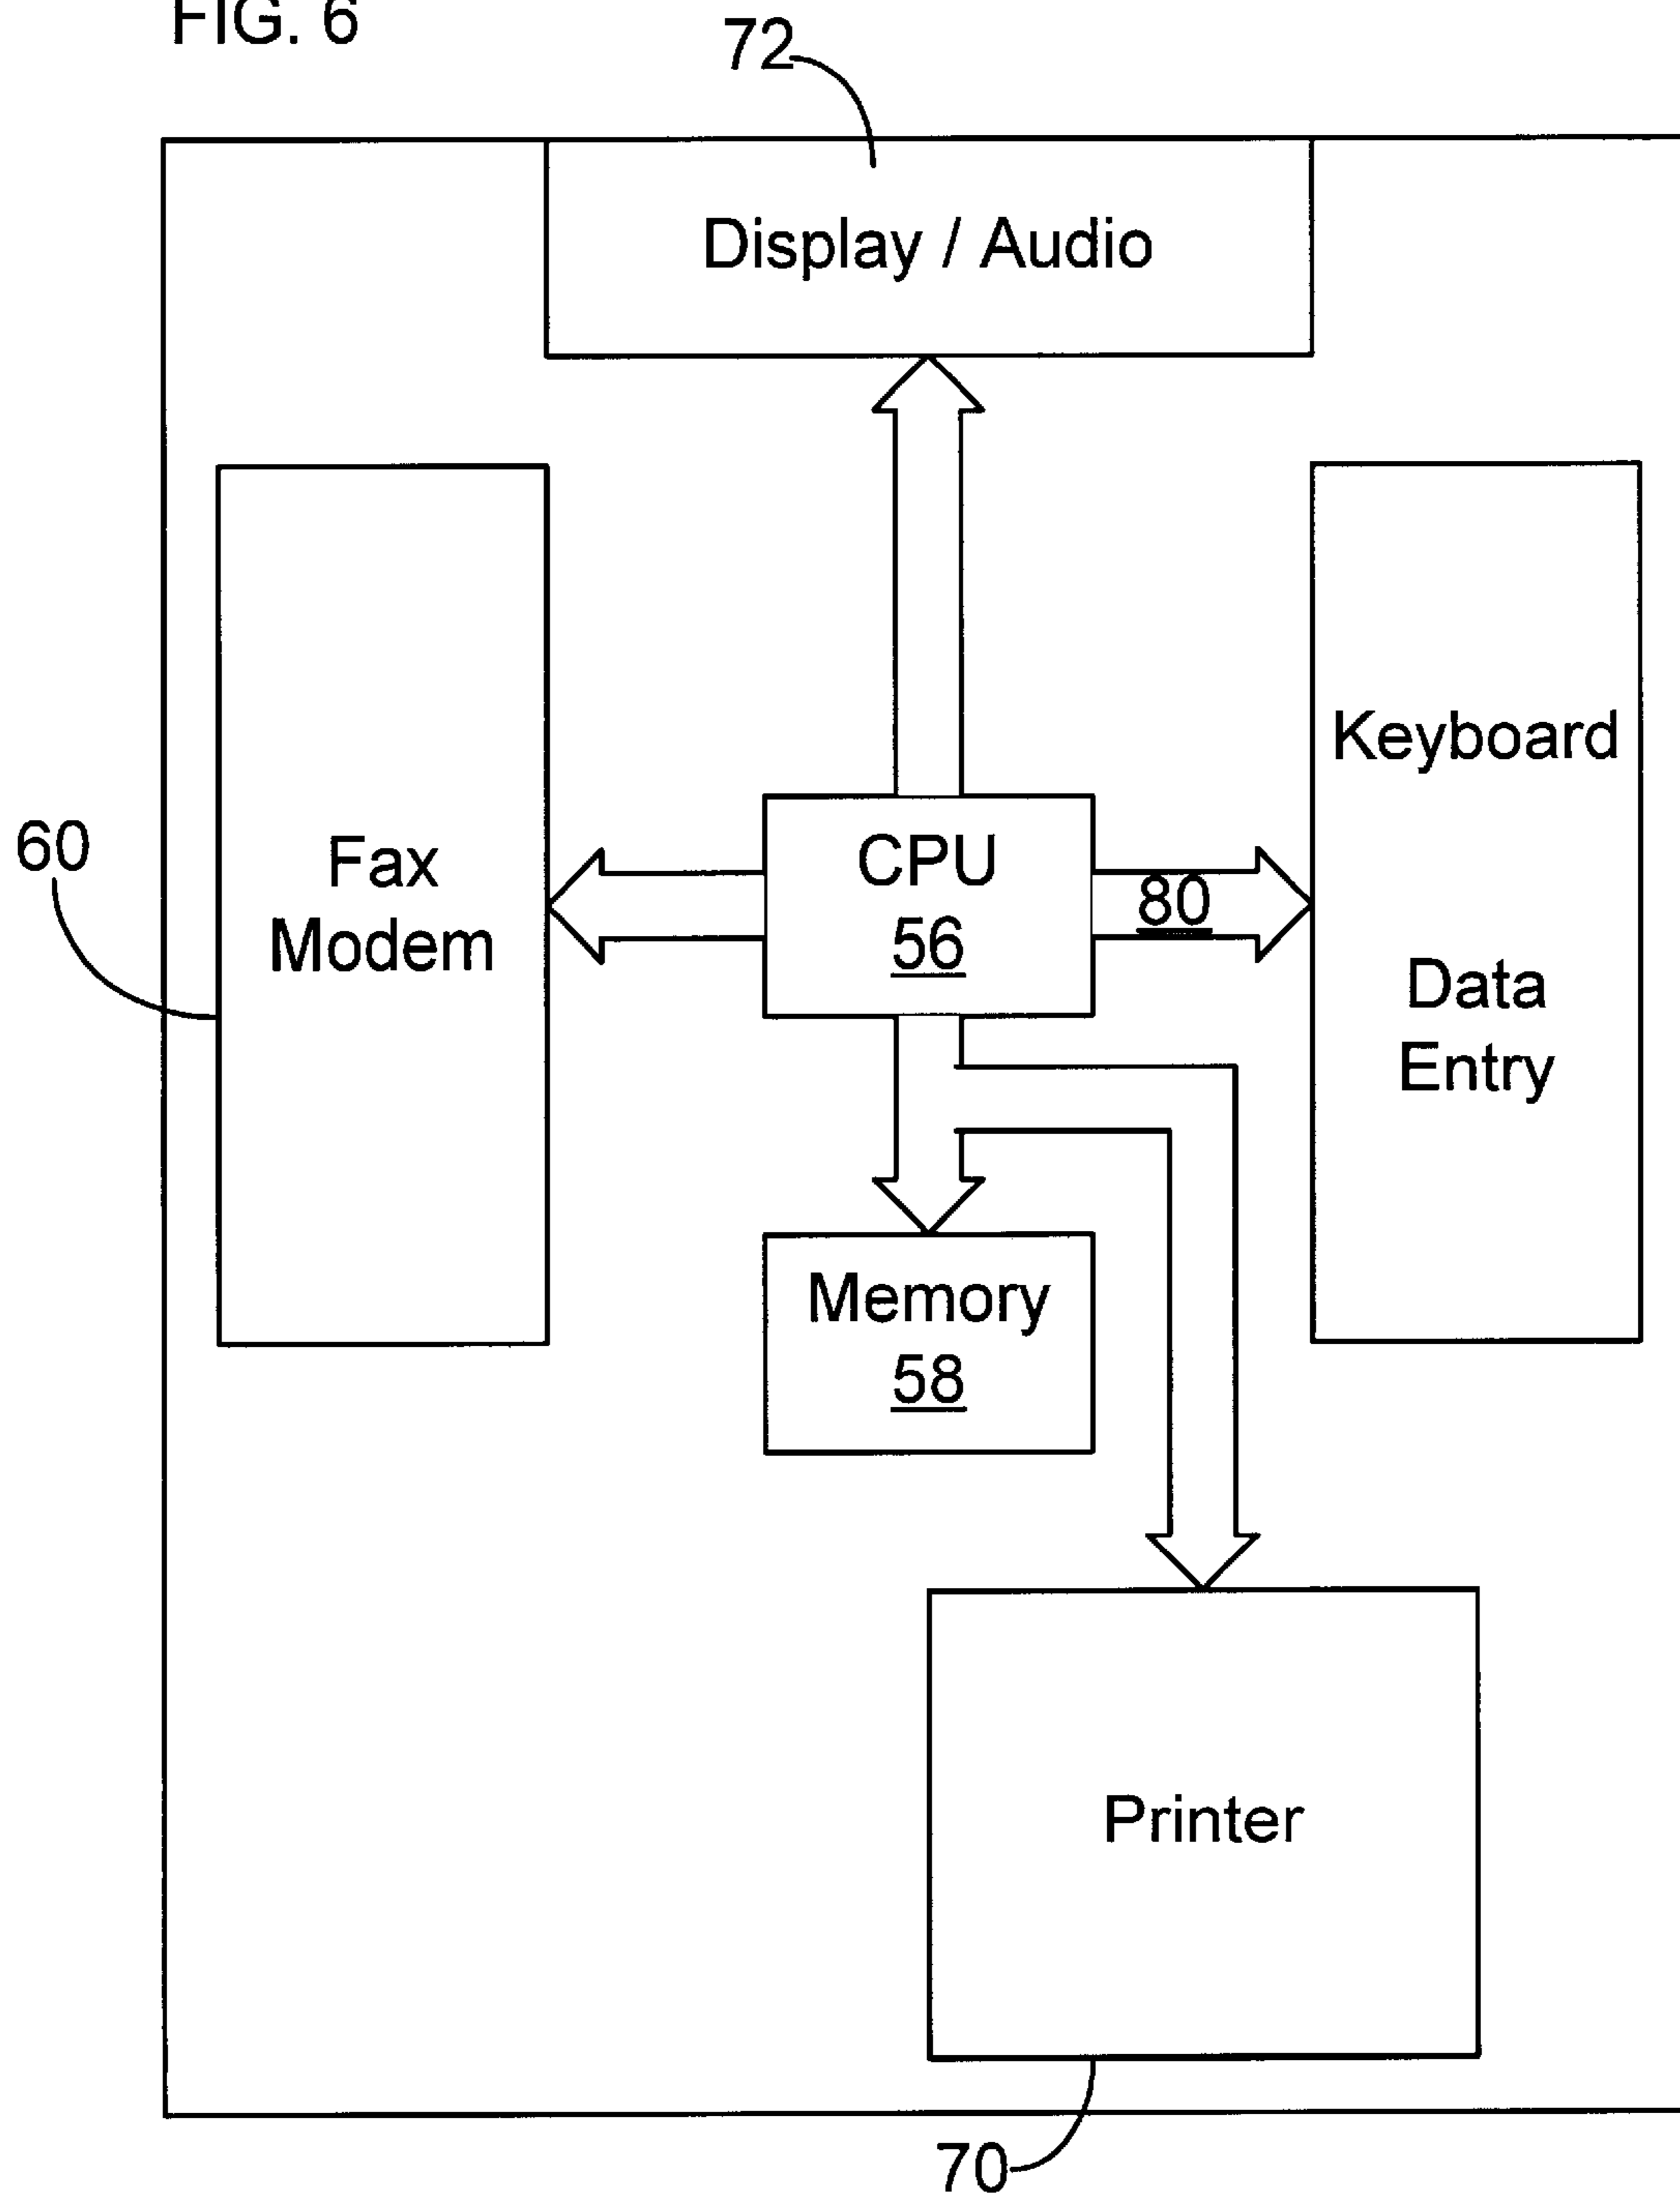 FIG. 6
72
Display / Audio
Keyboard
60
Fax
Modem
CPU
56
80
Data
Entry
Memory
58
Printer
70